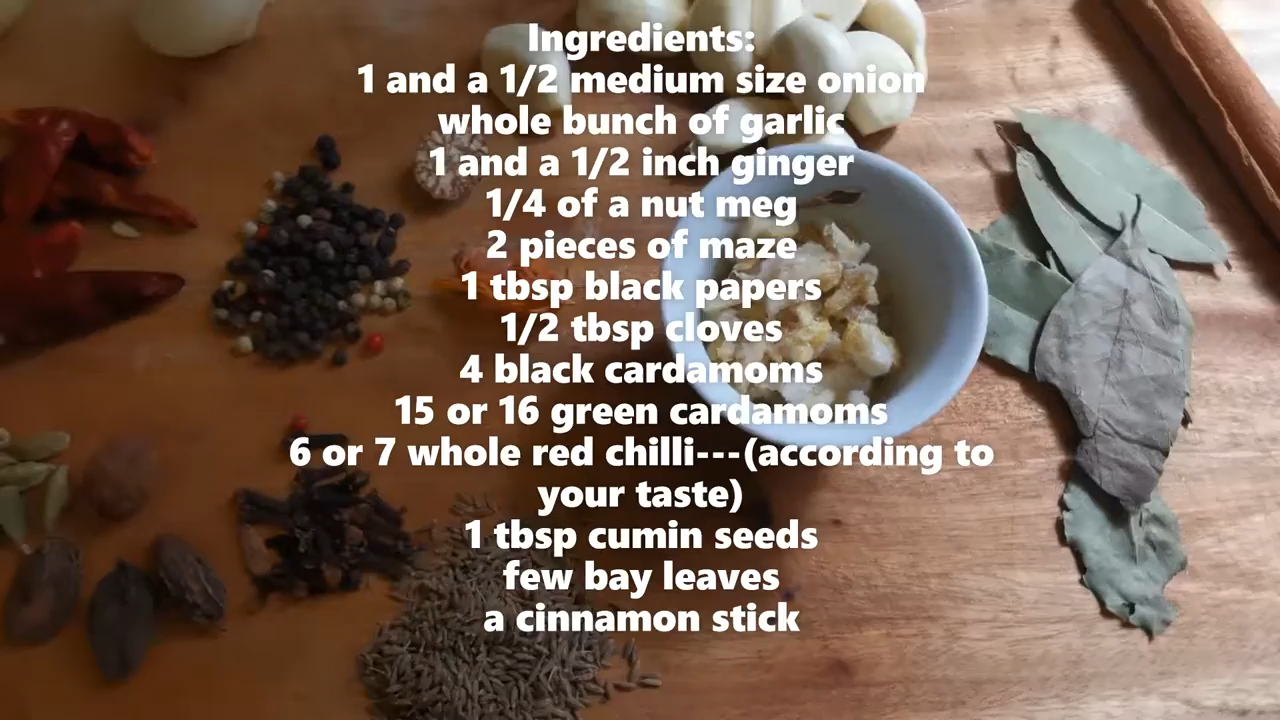 Ingredients:
1 and a 1/2 medium size onion
whole bunch of garlic
1 and a 1/2 inch ginger
1/4 of a nut meg
2 pieces of maze
1 tbsp black papers
1/2 tbsp cloves
4 black cardamoms
15 or 16 green cardamoms
6 or 7 whole red chilli---(according to
your taste)
1 tbsp cumin seeds
few bay leaves
a cinnamon stick